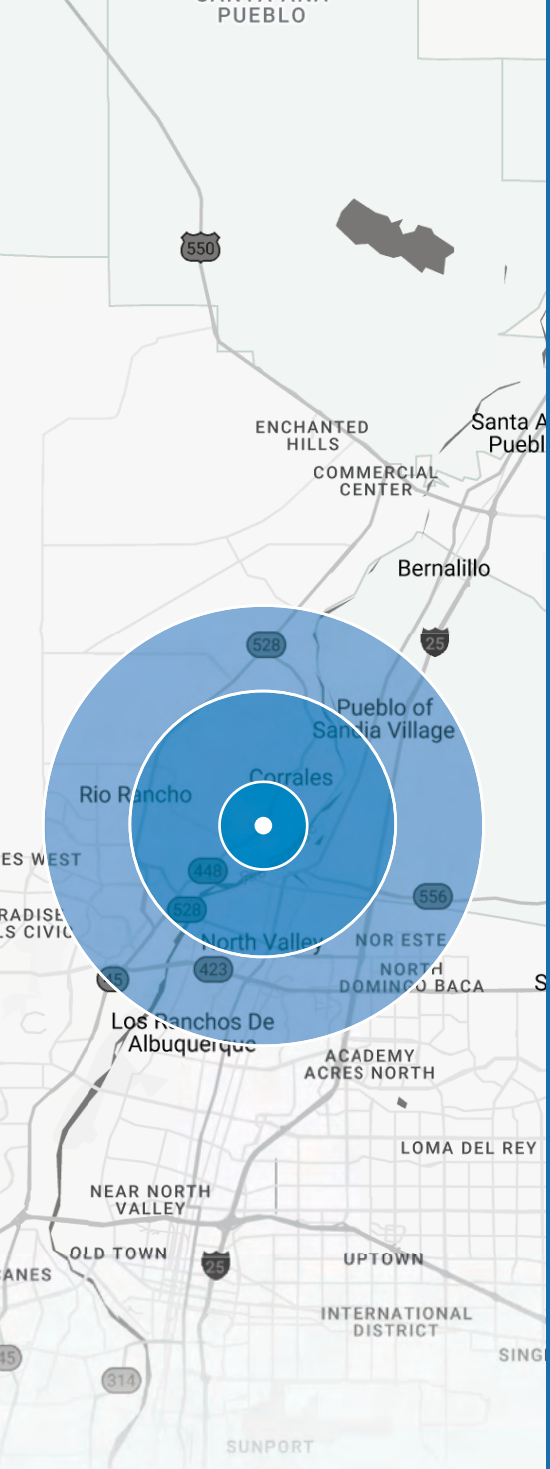 PUEBLO
550
ENCHANTED
HILLS
Santa A
Puebl
COMMERCIAL
CENTER
Bernalillo
528
25
Pueblo of
Sandia Village
Corrales
Rio Rancho
ES WEST
448
556
528
RADISE
LS CIVIC
North Valley
NOR ESTE
423
NORTH
DOMINGO BACA
45
S
Los Ranchos De
Albuquerque
ACADEMY
ACRES NORTH
LOMA DEL REY
NEAR NORTH
VALLEY
OLD TOWN
UPTOWN
25
CANES
INTERNATIONAL
DISTRICT
45
SING
314
SUNPORT